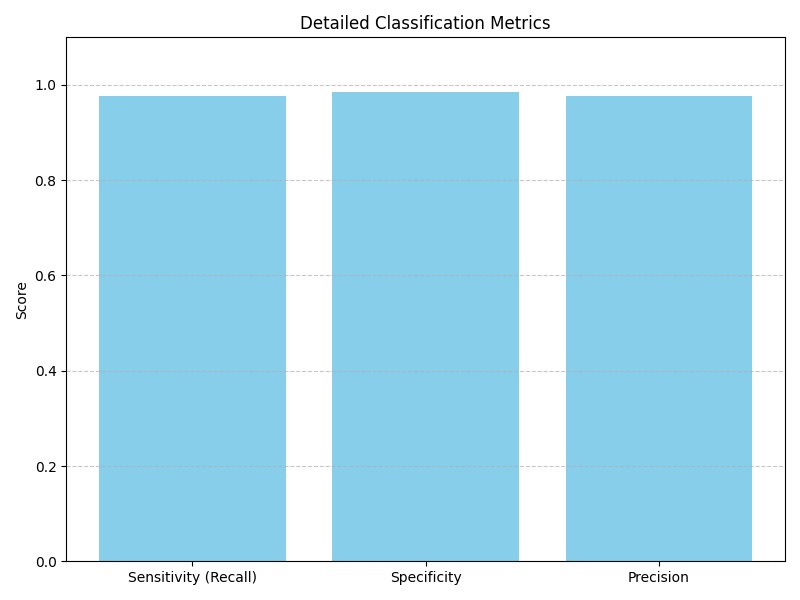 Detailed Classification Metrics
1.0
0.8
0.6
0.4
0.2
0.0
Score
Sensitivity (Recall)
Specificity
Precision